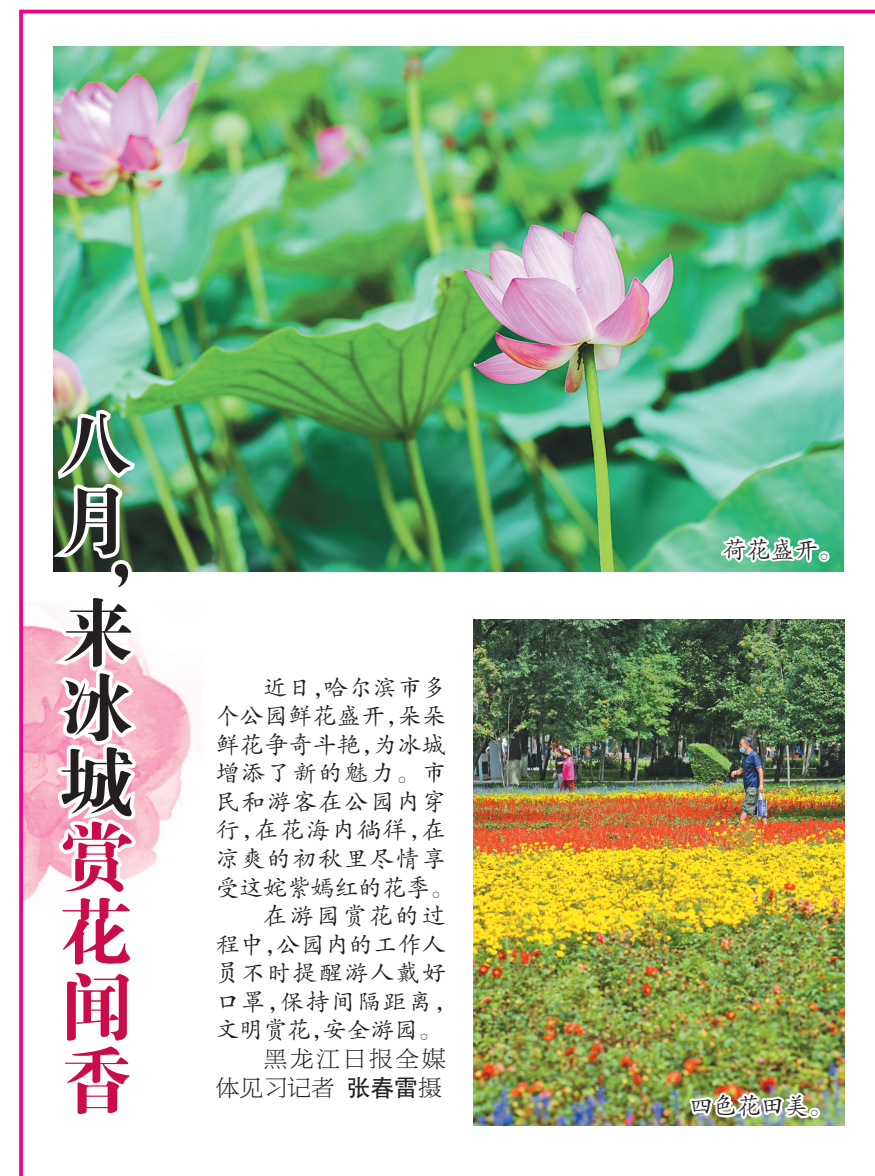 荷花盛开。
八月，来冰城赏花闻香
近日，哈尔滨市多
个公园鲜花盛开，朵朵
鲜花争奇斗艳，为冰城
增添了新的魅力。市
民和游客在公园内穿
行，在花海内徜徉，在
凉爽的初秋里尽情享
受这姹紫嫣红的花季。
在游园赏花的过
程中，公园内的工作人
员不时提醒游人戴好
口罩，保持间隔距离，
文明赏花，安全游园。
黑龙江日报全媒
体见习记者 张春雷摄
四色花田美。